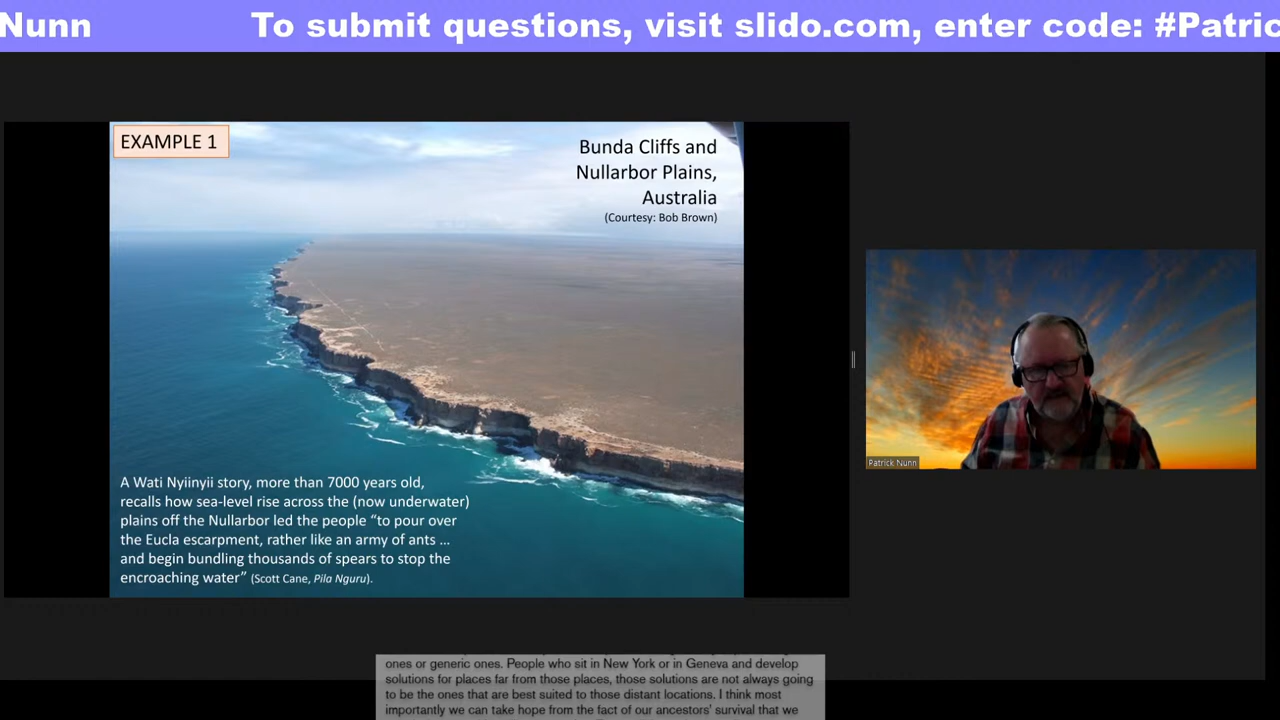 Nunn To submit questions, visit slido.com, enter code: #Patric
EXAMPLE 1
Bunda Cliffs and
Nullarbor Plains,
Australia
(Courtesy: Bob Brown)
A Wati Nyiinyii story, more than 7000 years old,
recalls how sea-level rise across the (now underwater)
plains off the Nullarbor led the people “to pour over
the Eucla escarpment, rather like an army of ants ...
and begin bundling thousands of spears to stop the
encroaching water” (Scott Cane, Pila Nguru).
Patrick Nunn
ones or generic ones. People who sit in New York or in Geneva and develop
solutions for places far from those places, those solutions are not always going
to be the ones that are best suited to those distant locations. I think most
importantly we can take hope from the fact of our ancestors' survival that we